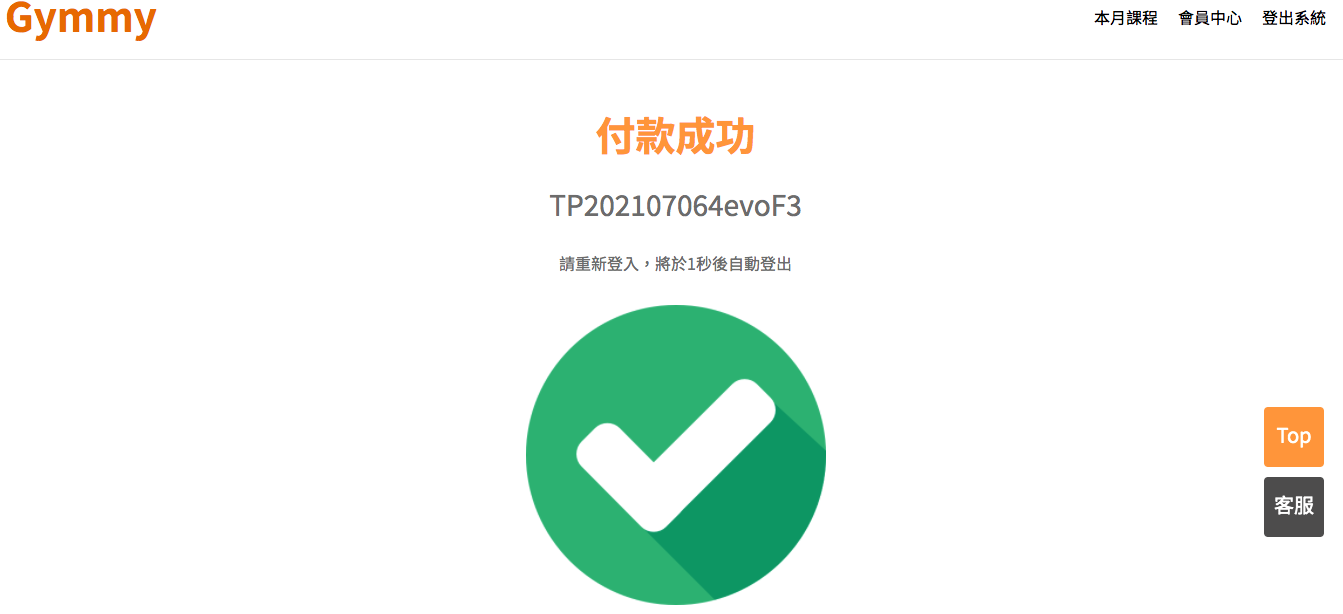 Gymmy
本月課程 會員中心 登出系統
付款成功
TP202107064evoF3
請重新登入，將於1秒後自動登出
Top
客服